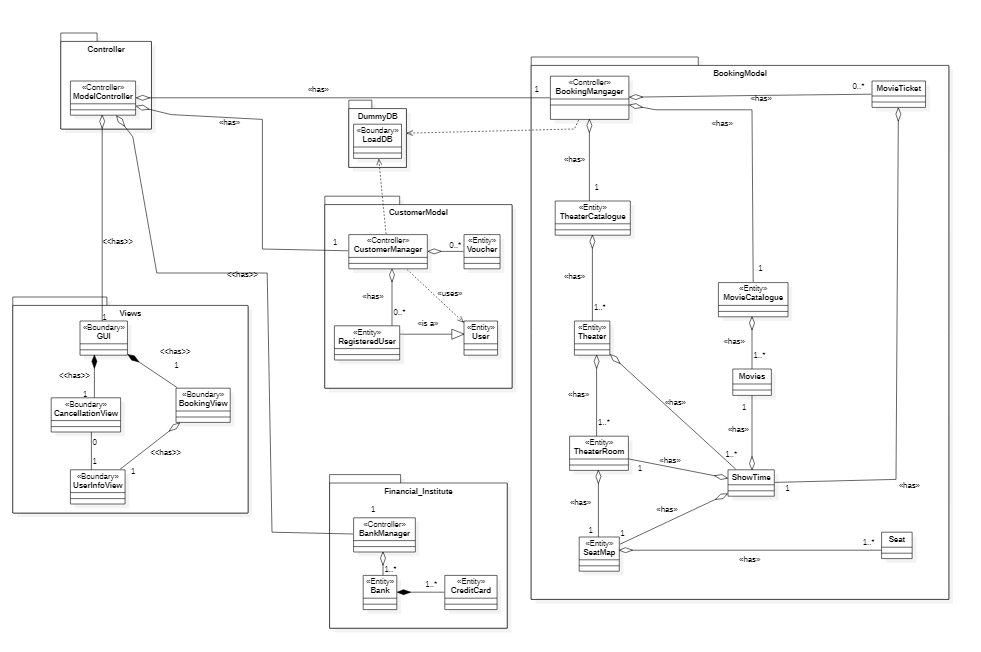 Controller
«Controller»
ModelController
«has»
1
«has»
<<has>>
<<has>>
DummyDB
«Boundary»
LoadDB
CustomerModel
1
«Controller»
CustomerManager
0..*
«Entity»
Voucher
«has»
«uses»
0..*
«Entity»
RegisteredUser
«is a»
«Entity»
User
Views
1
«Boundary»
GUI
<<has>>
1
<<has>>
1
«Boundary»
CancellationView
«Boundary»
BookingView
0
1
<<has>>
1
«Boundary»
UserInfoView
Financial_Institute
1
«Controller»
BankManager
1..*
«Entity»
Bank
1..*
«Entity»
CreditCard
BookingModel
«Controller»
BookingMangager
0..*
«has»
MovieTicket
«has»
«has»
1
«Entity»
TheaterCatalogue
«has»
1
«Entity»
MovieCatalogue
1..*
«Entity»
Theater
«has»
1..*
Movies
«has»
«has»
1
1..*
«has»
«Entity»
TheaterRoom
1
«has»
1..*
ShowTime
1
«has»
«has»
«has»
1
1
«Entity»
SeatMap
«has»
1..*
Seat